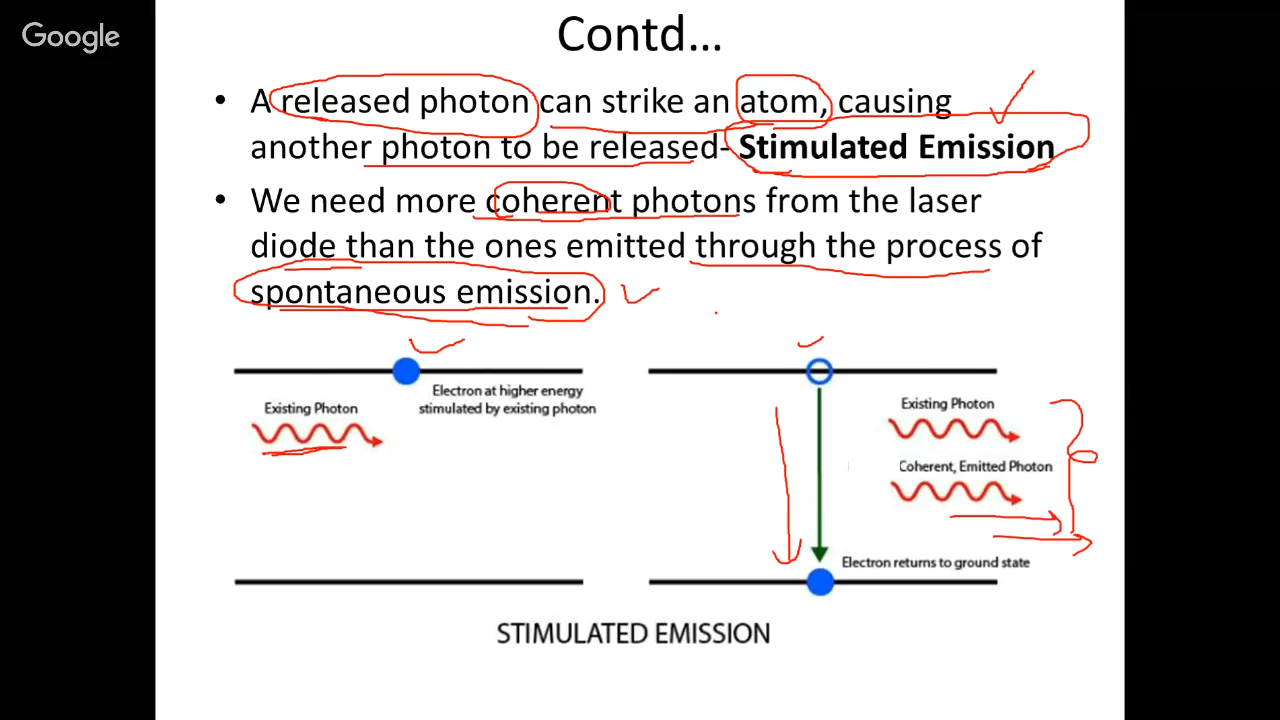 Google
Contd...
• A released photon can strike an atom, causing
another photon to be released- Stimulated Emission
• We need more coherent photons from the laser
diode than the ones emitted through the process of
spontaneous emission.
Electron at higher energy
stimulated by existing photon
Existing Photon
Existing Photon
Coherent, Emitted Photon
Electron returns to ground state
STIMULATED EMISSION